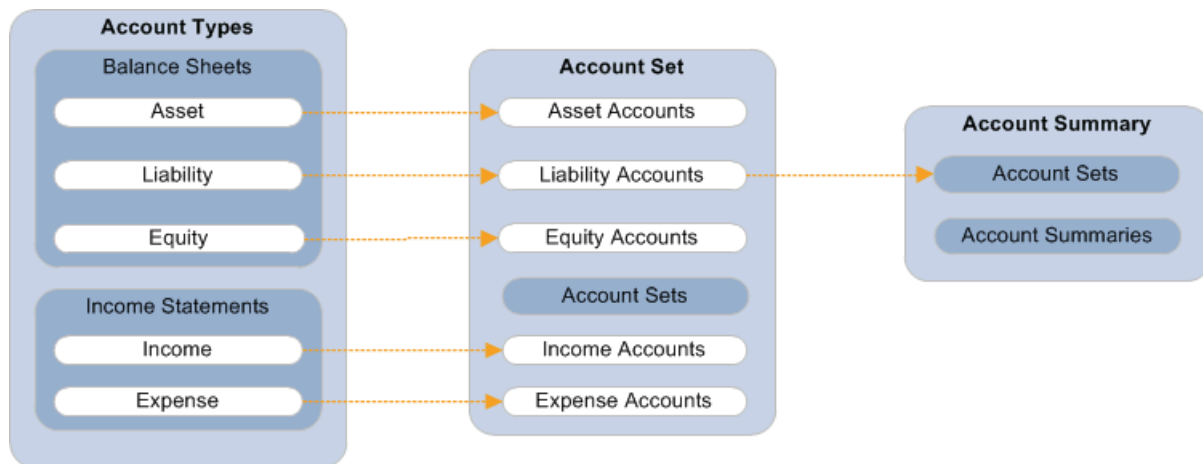 Account Types
Balance Sheets
Asset
Liability
Equity
Income Statements
Income
Expense
Account Set
Asset Accounts
Liability Accounts
Equity Accounts
Account Sets
Income Accounts
Expense Accounts
Account Summary
Account Sets
Account Summaries